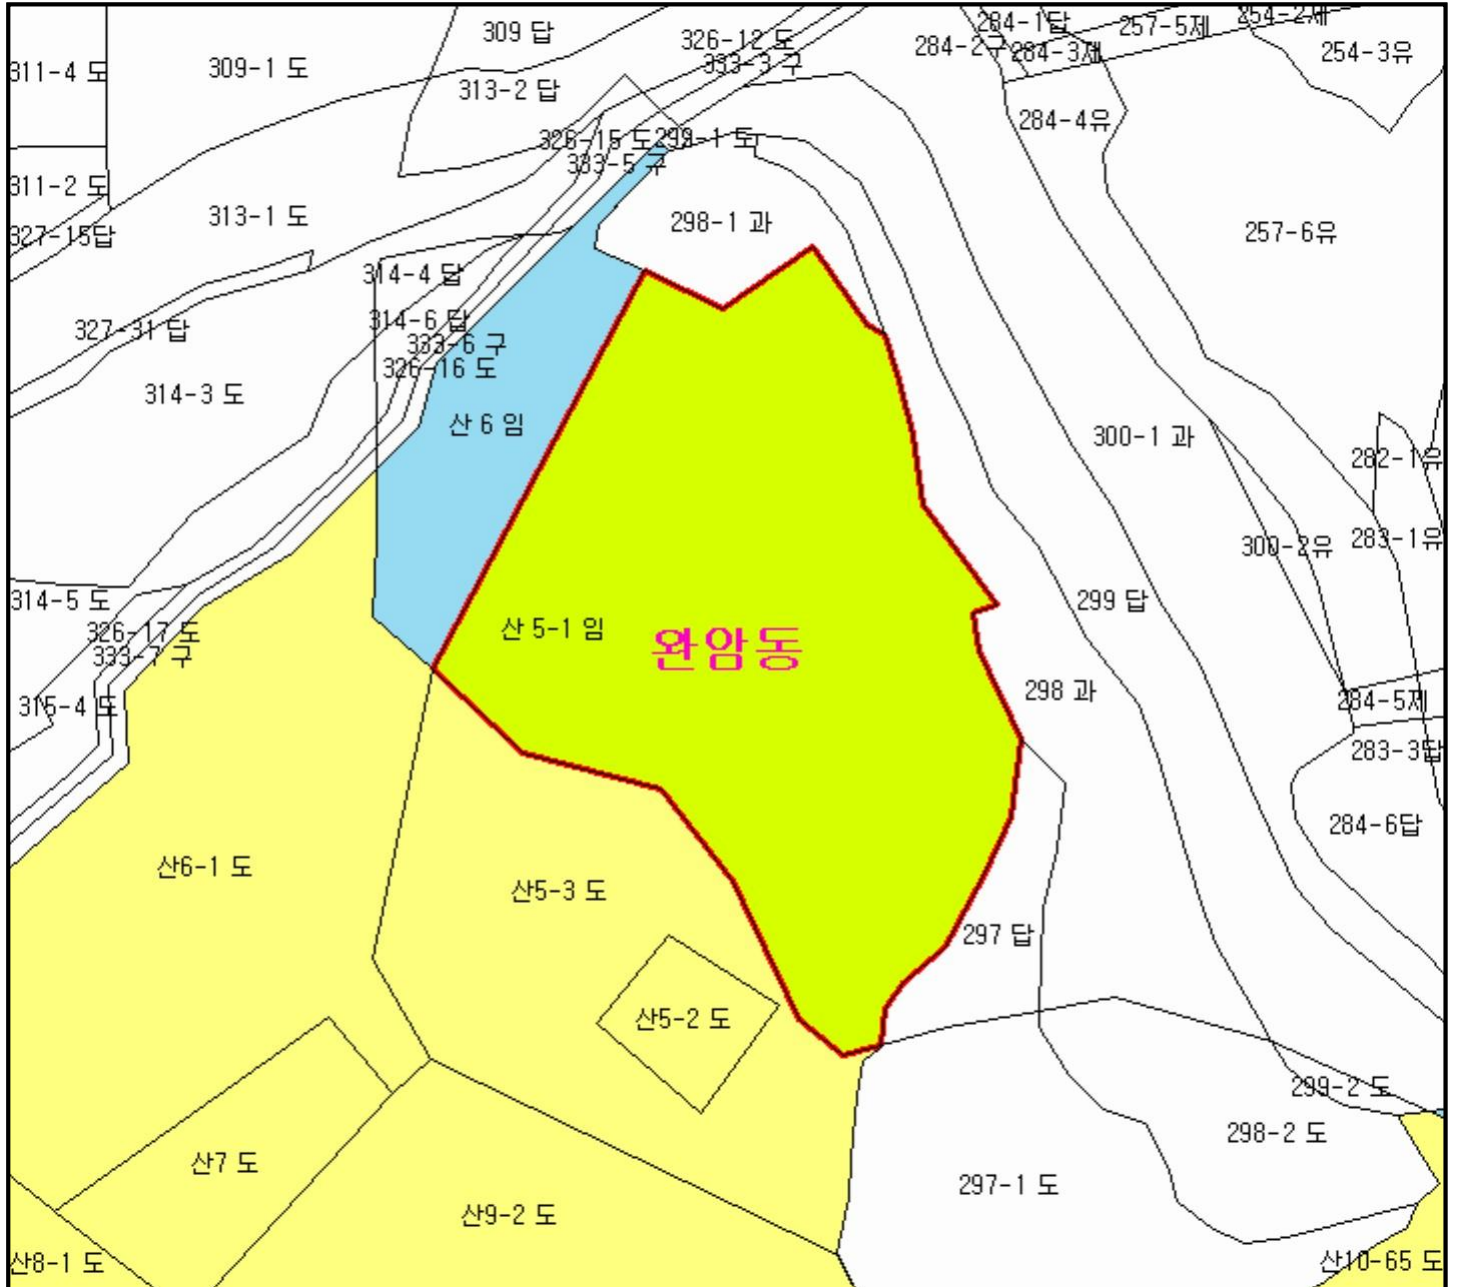 284-1답
254-2제
257-5제
309 답
326-12 도
284-2구
284-3제
254-3유
311-4 도
309-1 도
333-3 구
313-2 답
284-4유
326-15 도
299-1 도
333-5 구
311-2 도
313-1 도
298-1 과
257-6유
327-15답
314-4 답
314-6 답
327-31 답
333-6 구
326-16 도
314-3 도
산 6 임
300-1 과
282-1유
283-1유
300-2유
314-5 도
299 답
326-17 도
산 5-1 임
완암동
333-7 구
298 과
315-4 도
284-5제
283-3답
284-6답
산6-1 도
산5-3 도
297 답
산5-2 도
299-2 도
298-2 도
산7 도
297-1 도
산9-2 도
산8-1 도
산10-65 도